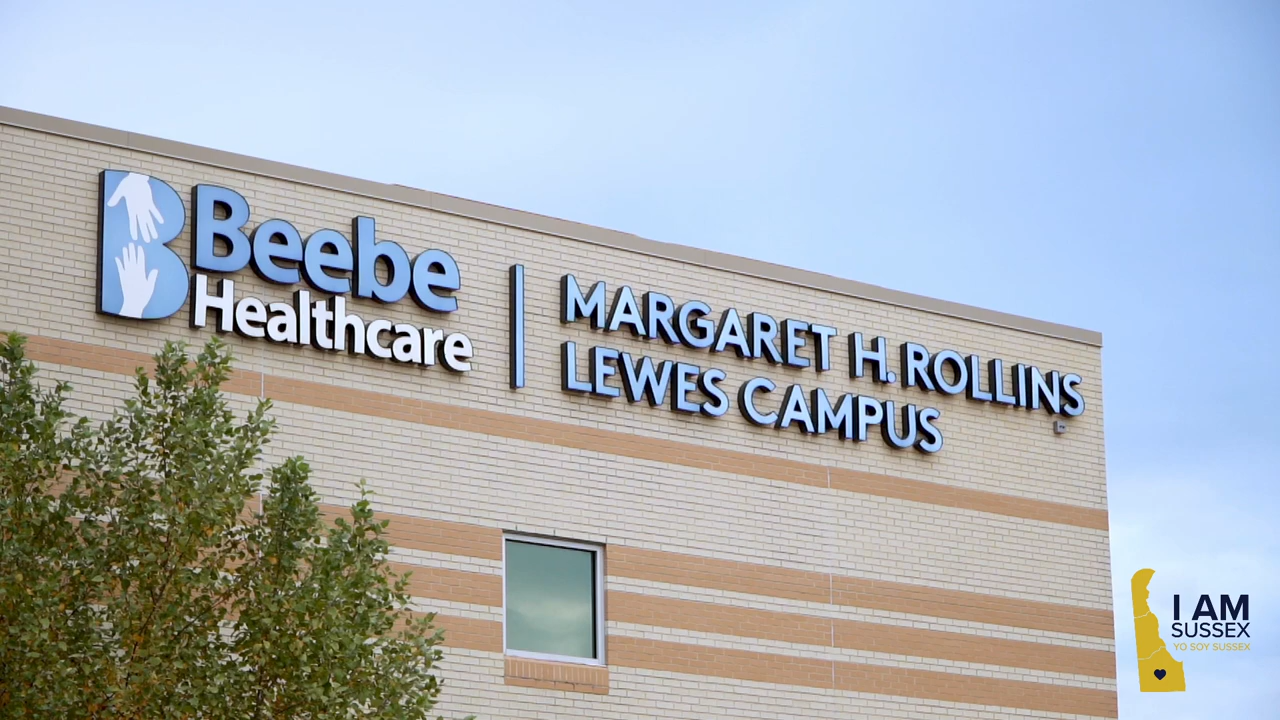 Beebe
Healthcare
MARGARET H. ROLLINS
LEWES CAMPUS
I AM
SUSSEX
YO SOY SUSSEX